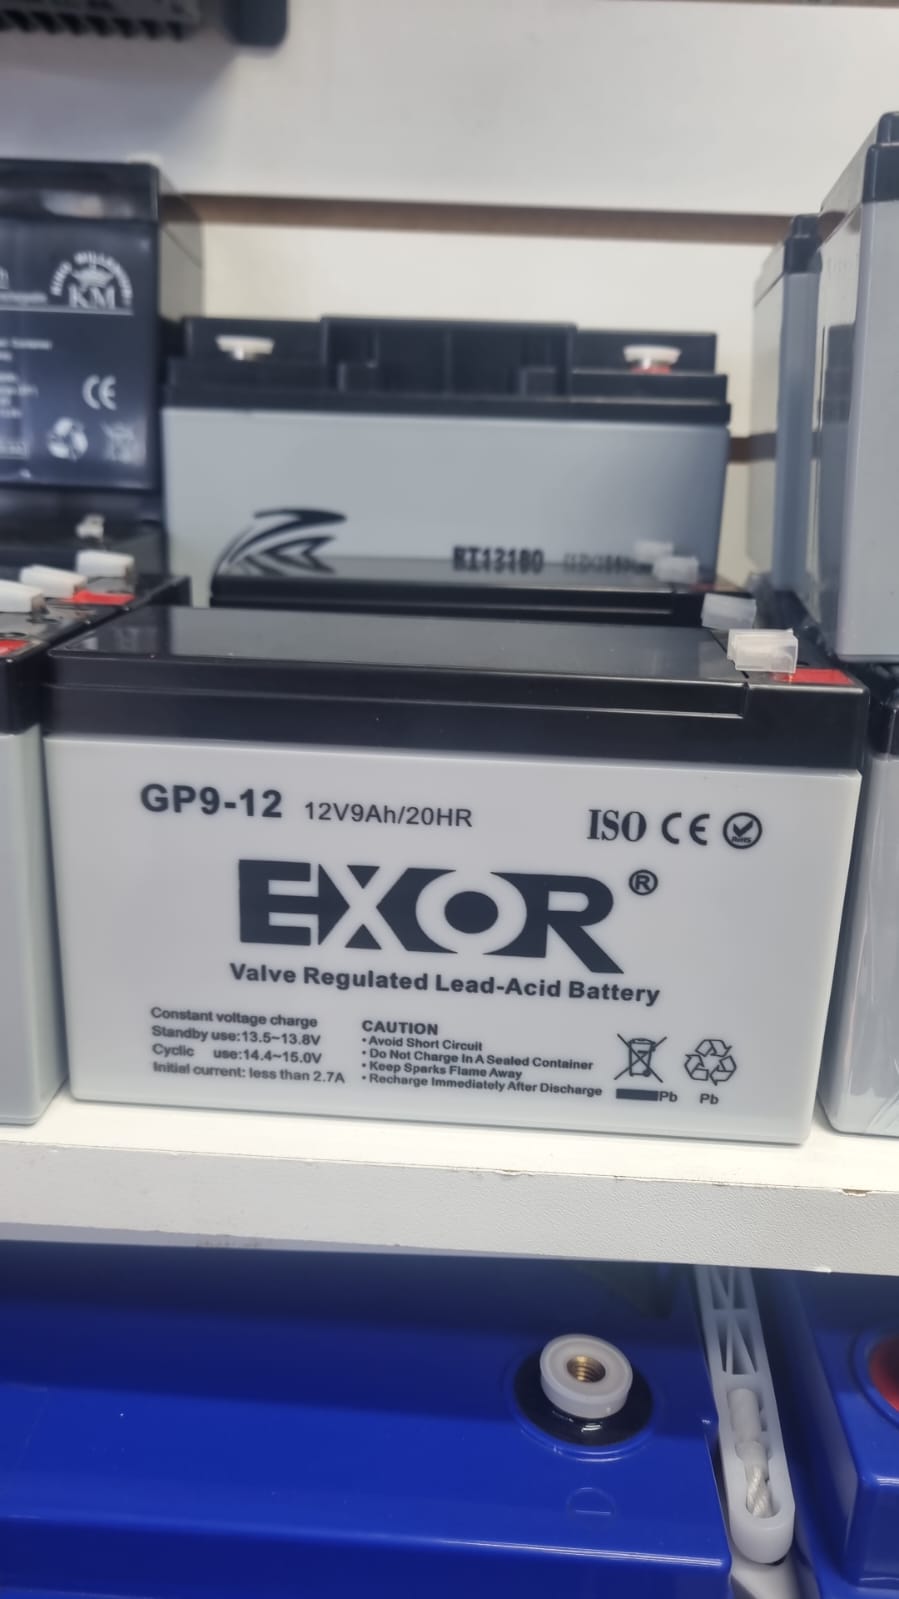 KM
CE
RT13180
GP9-12 12V9Ah/20HR
ISO CE RoHS
EXOR®
Valve Regulated Lead-Acid Battery
Constant voltage charge
Standby use:13.5~13.8V
Cyclic use:14.4~15.0V
Initial current: less than 2.7A
CAUTION
• Avoid Short Circuit
• Do Not Charge In A Sealed Container
• Keep Sparks Flame Away
• Recharge Immediately After Discharge
Pb Pb